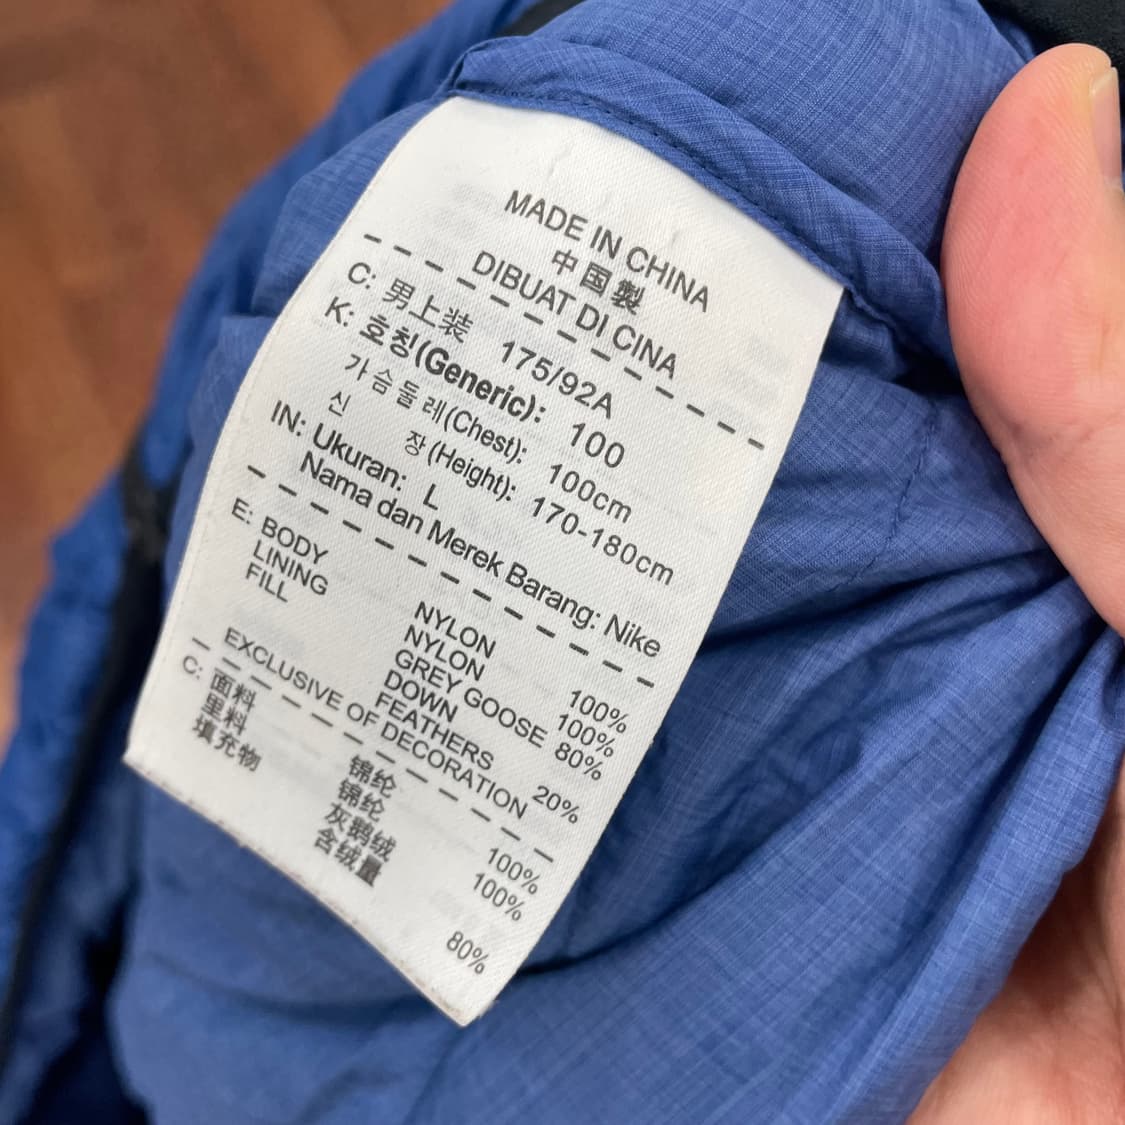 MADE IN CHINA
中国製
DIBUAT DI CINA
C: 男上装 175/92A
K: 호칭(Generic): 100
가슴둘레(Chest): 100cm
신 장(Height): 170-180cm
IN: Ukuran: L
Nama dan Merek Barang: Nike
E: BODY NYLON 100%
LINING NYLON 100%
FILL GREY GOOSE 80%
DOWN
FEATHERS 20%
EXCLUSIVE OF DECORATION
C: 面料 锦纶 100%
里料 锦纶 100%
填充物 灰鹅绒
含绒量 80%